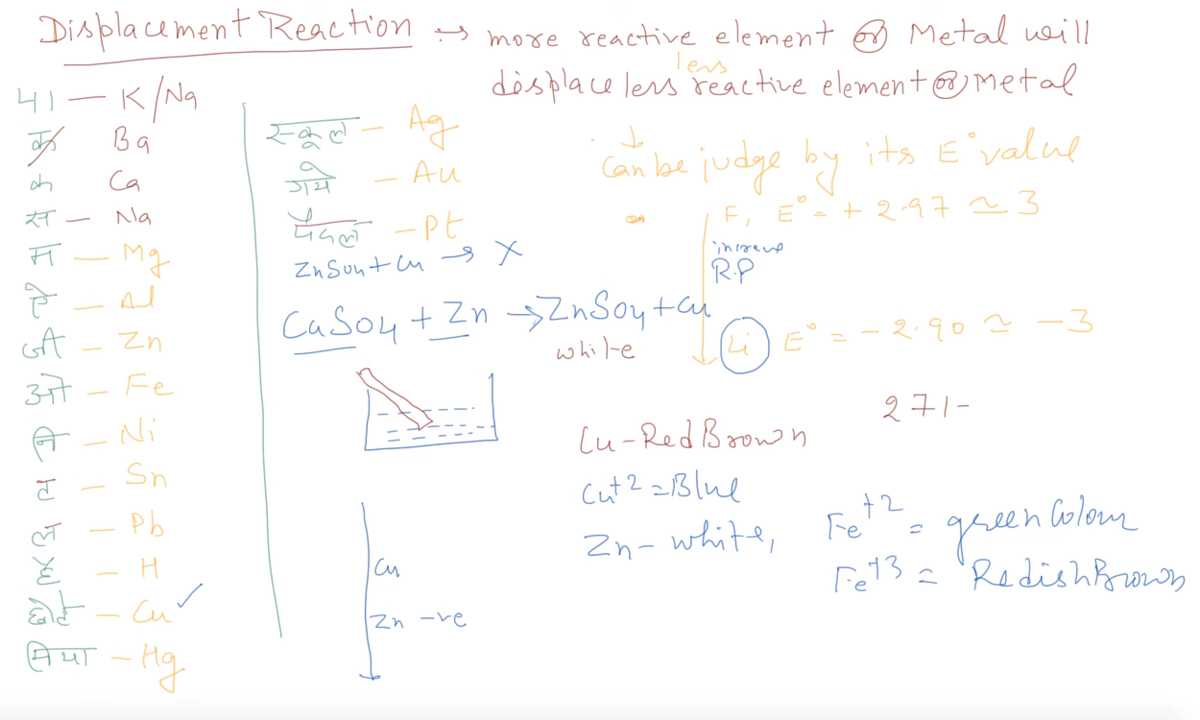 Displacement Reaction → more reactive element or Metal will
displace less reactive element or Metal
less
41 — K/Na
क Ba
क Ca
स — Na
म — Mg
ऐ — Al
जा — Zn
ओ — Fe
नि — Ni
ट — Sn
ल — Pb
है — H
छोटे — Cu ✓
मिया — Hg
स्कूल — Ag
गये — Au
पैदल — Pt
ZnSO4 + Cu → X
CuSO4 + Zn → ZnSO4 + Cu
white
↓
Can be judge by its E° value
F, E° = + 2.97 ≃ 3
increase
R.P
Li E° = - 2.90 ≃ -3
271-
Cu - Red Brown
Cu+2 = Blue
Zn - white,
Fe+2 = green Colour
Fe+3 = Redish Brown
Cu
Zn -ve